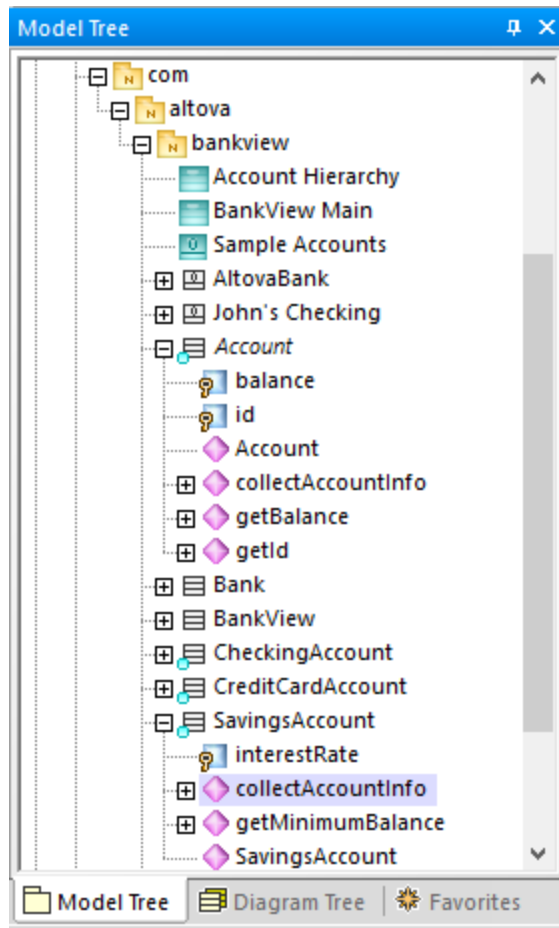 Model Tree
com
altova
bankview
Account Hierarchy
BankView Main
Sample Accounts
AltovaBank
John's Checking
Account
balance
id
Account
collectAccountInfo
getBalance
getId
Bank
BankView
CheckingAccount
CreditCardAccount
SavingsAccount
interestRate
collectAccountInfo
getMinimumBalance
SavingsAccount
Model Tree Diagram Tree Favorites